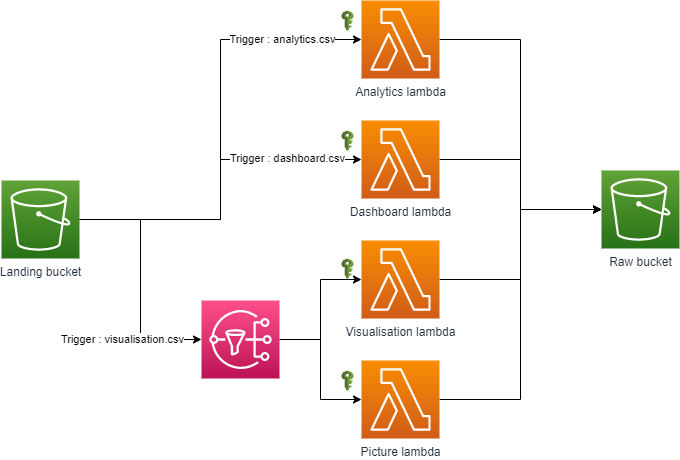 Trigger : analytics.csv
Analytics lambda
Trigger : dashboard.csv
Dashboard lambda
Landing bucket
Raw bucket
Trigger : visualisation.csv
Visualisation lambda
Picture lambda